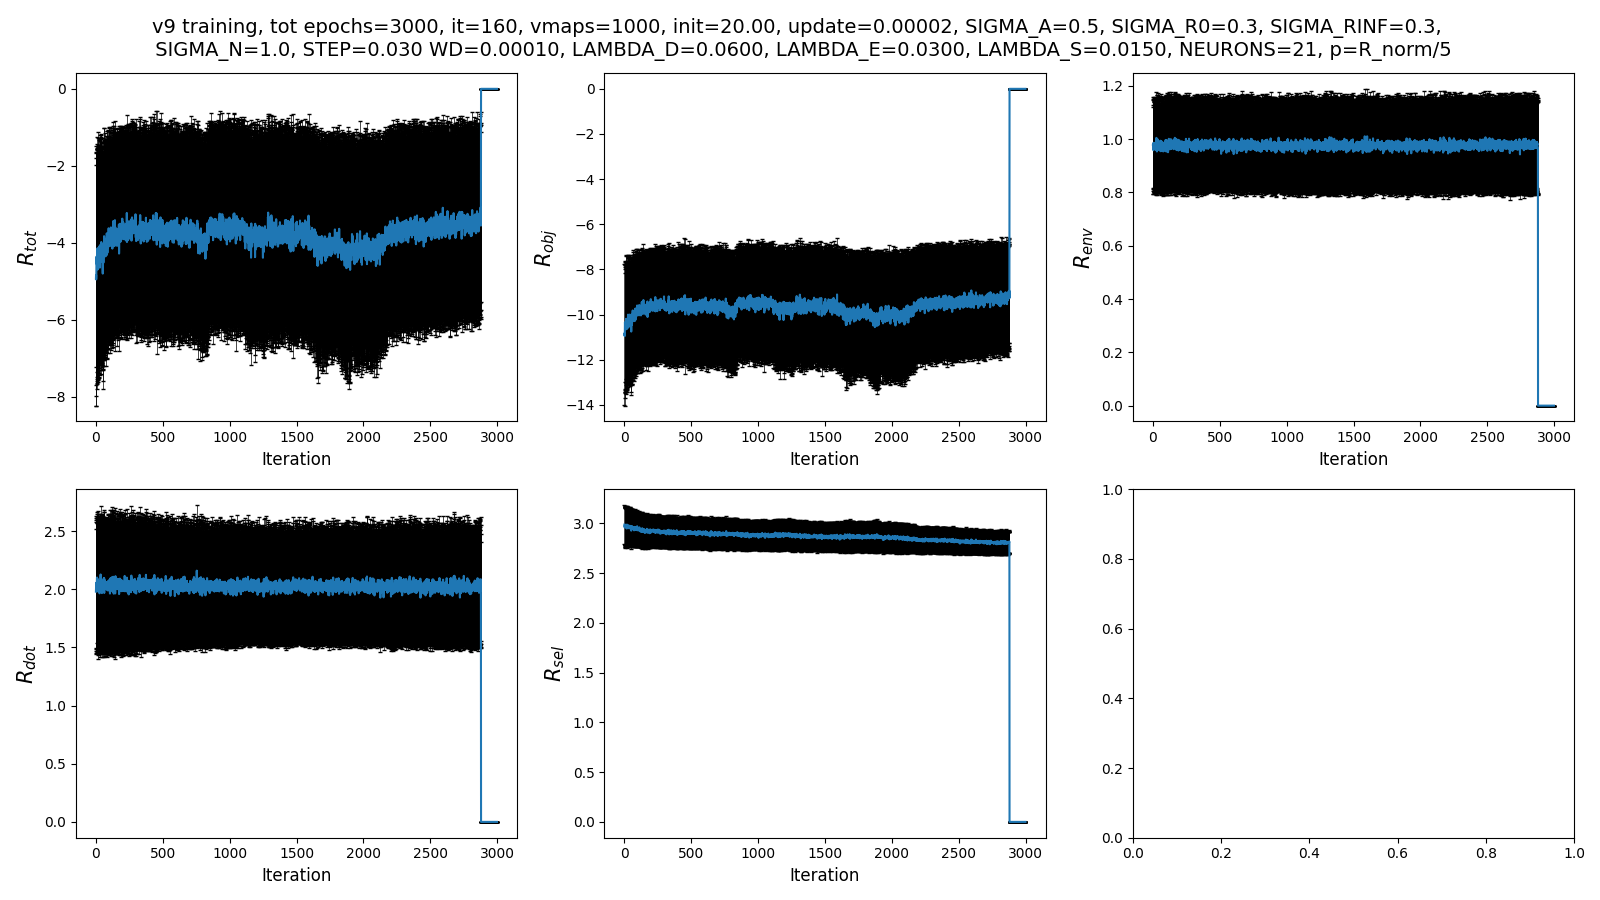 v9 training, tot epochs=3000, it=160, vmaps=1000, init=20.00, update=0.00002, SIGMA_A=0.5, SIGMA_R0=0.3, SIGMA_RINF=0.3,
SIGMA_N=1.0, STEP=0.030 WD=0.00010, LAMBDA_D=0.0600, LAMBDA_E=0.0300, LAMBDA_S=0.0150, NEURONS=21, p=R_norm/5
R_tot
0
−2
−4
−6
−8
0 500 1000 1500 2000 2500 3000
Iteration
R_obj
0
−2
−4
−6
−8
−10
−12
−14
0 500 1000 1500 2000 2500 3000
Iteration
R_env
1.2
1.0
0.8
0.6
0.4
0.2
0.0
0 500 1000 1500 2000 2500 3000
Iteration
R_dot
2.5
2.0
1.5
1.0
0.5
0.0
0 500 1000 1500 2000 2500 3000
Iteration
R_sel
3.0
2.5
2.0
1.5
1.0
0.5
0.0
0 500 1000 1500 2000 2500 3000
Iteration
1.0
0.8
0.6
0.4
0.2
0.0
0.0 0.2 0.4 0.6 0.8 1.0